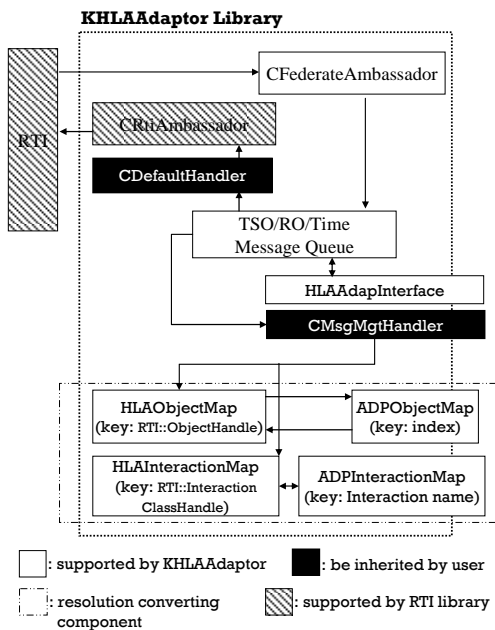 KHLAAdaptor Library
CFederateAmbassador
RTI
CRtiAmbassador
CDefaultHandler
TSO/RO/Time
Message Queue
HLAAdapInterface
CMsgMgtHandler
HLAObjectMap
(key: RTI::ObjectHandle)
ADPObjectMap
(key: index)
HLAInteractionMap
(key: RTI::Interaction
ClassHandle)
ADPInteractionMap
(key: Interaction name)
: supported by KHLAAdaptor
: be inherited by user
: resolution converting
component
: supported by RTI library